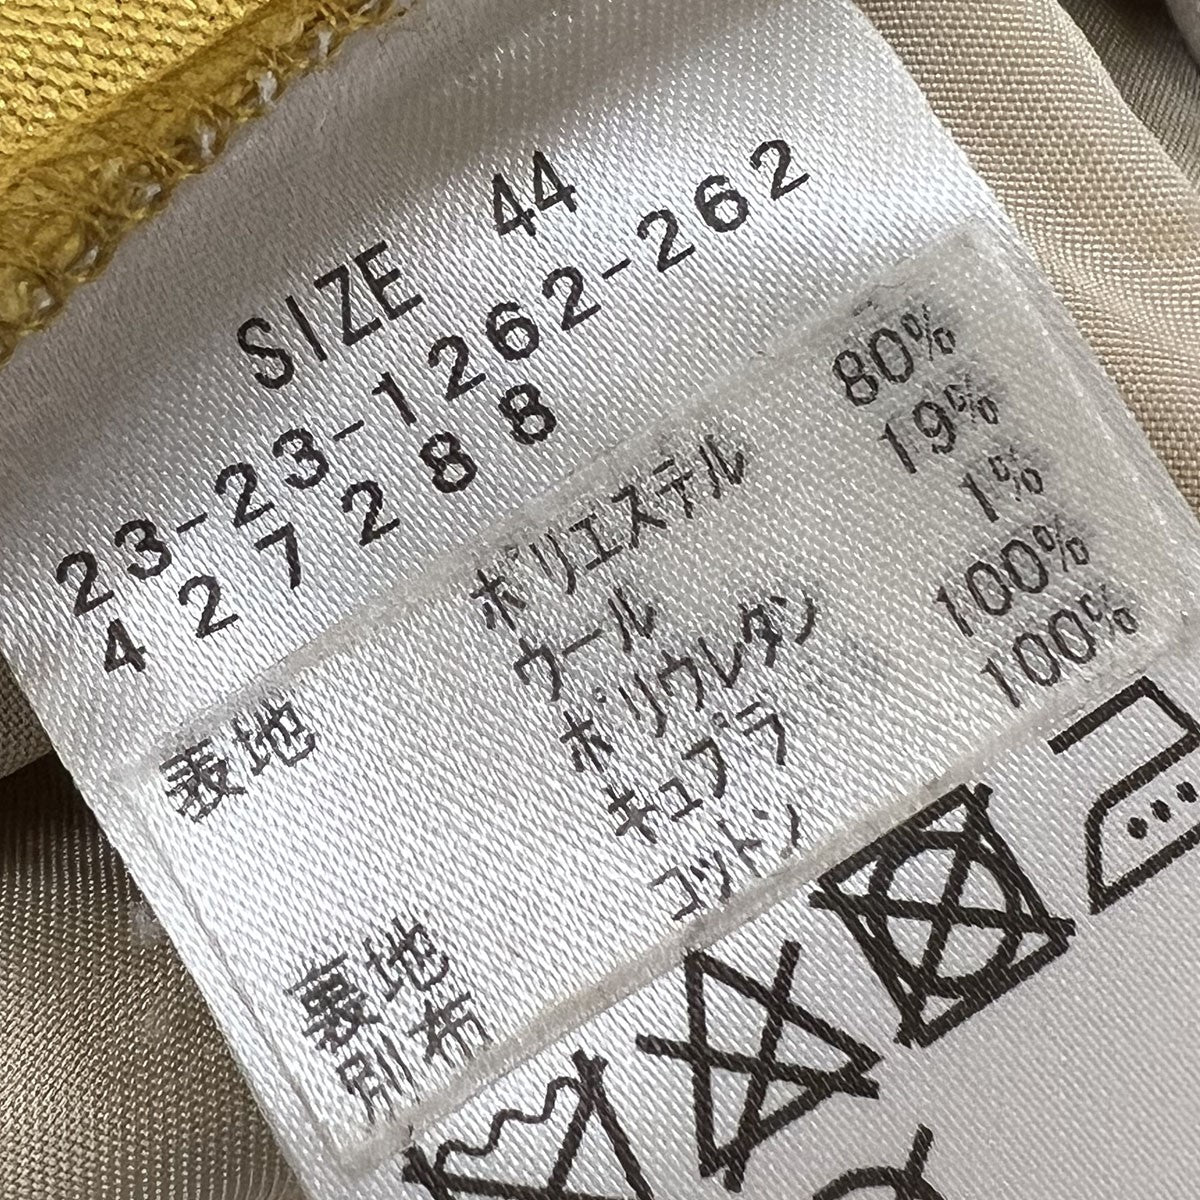 SIZE 44
23-23-1262-262
4 2 7 2 8 8
表地 ポリエステル 80%
ウール 19%
ポリウレタン 1%
裏地 キュプラ 100%
別布 コットン 100%